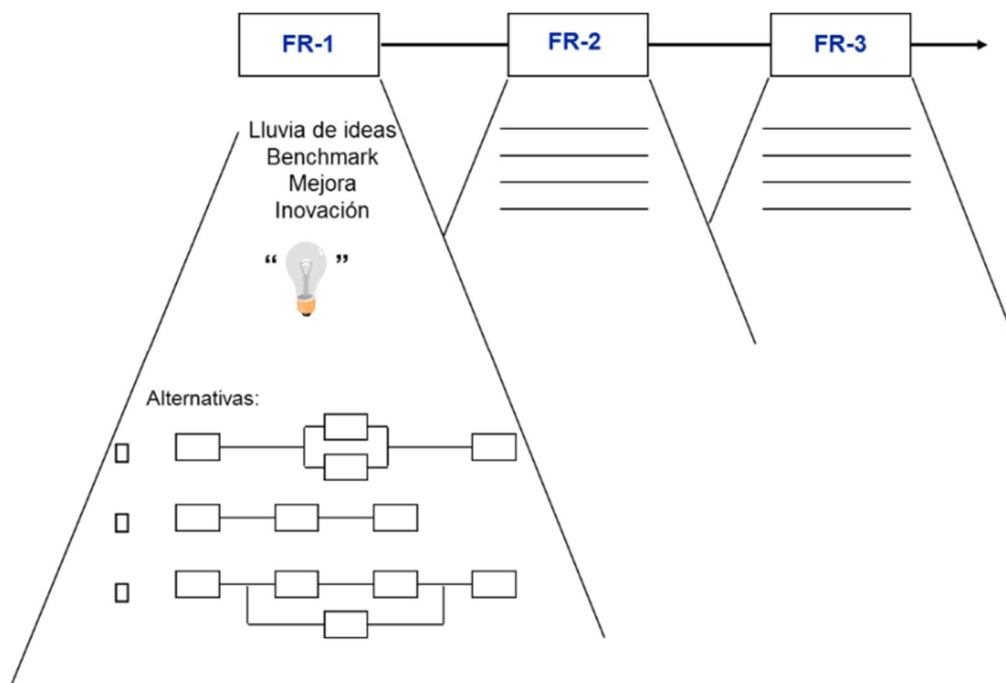 FR-1
FR-2
FR-3
Lluvia de ideas
Benchmark
Mejora
Inovación
“ ”
Alternativas: